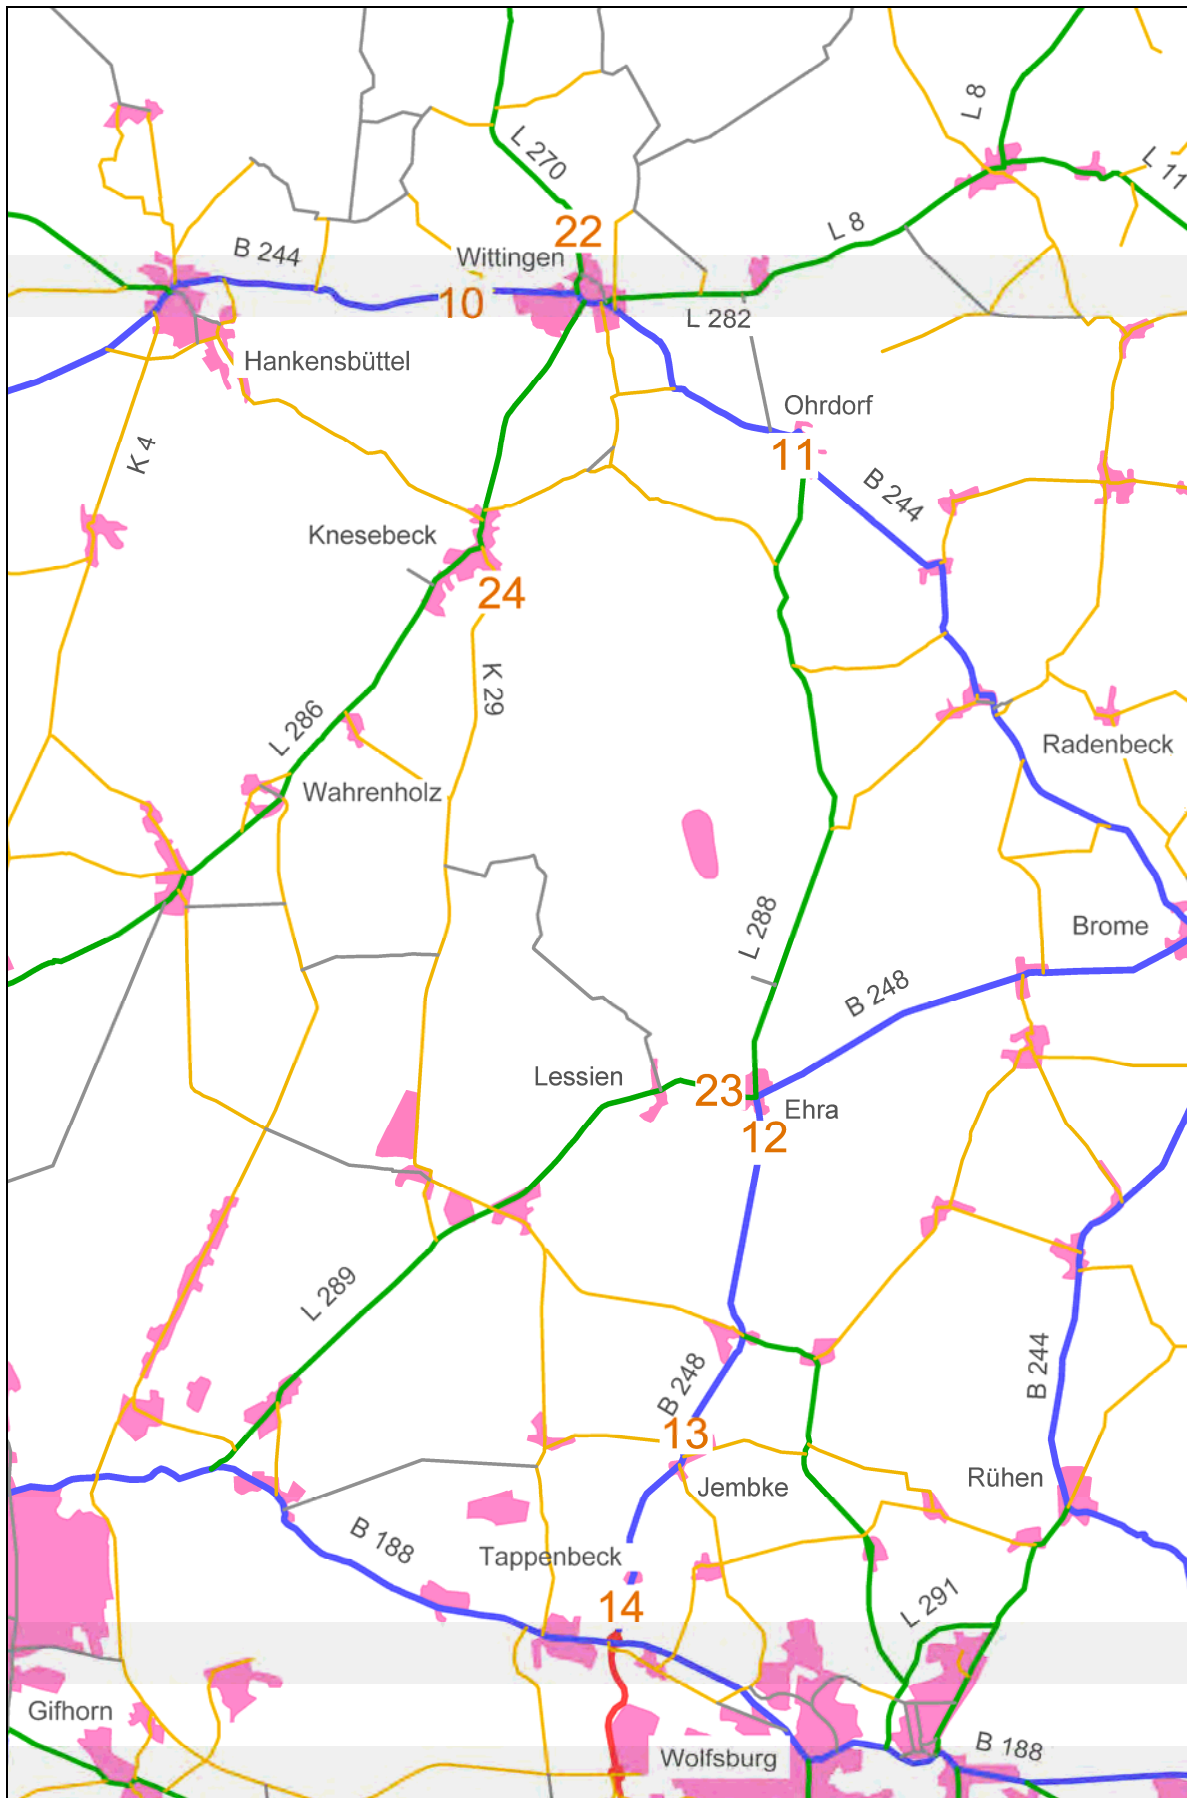 L 8
L 270
L 11
22
L 8
B 244
Wittingen
10
L 282
Hankensbüttel
Ohrdorf
K 4
11
B 244
Knesebeck
24
K 29
L 286
Radenbeck
Wahrenholz
L 288
Brome
B 248
Lessien
23
Ehra
12
L 289
B 244
B 248
13
Rühen
Jembke
B 188
Tappenbeck
14
L 291
Gifhorn
B 188
Wolfsburg